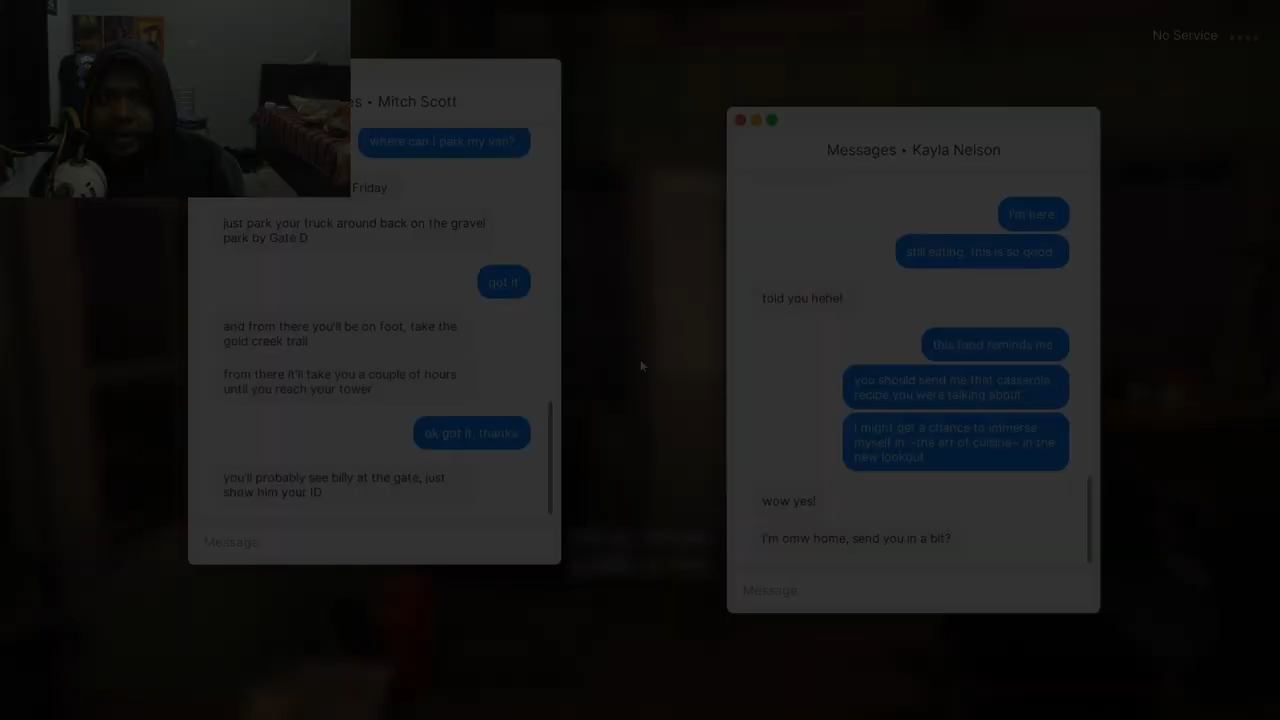 No Service
es • Mitch Scott
where can I park my van?
Friday
just park your truck around back on the gravel
park by Gate D
got it
and from there you'll be on foot, take the
gold creek trail
from there it'll take you a couple of hours
until you reach your tower
ok got it, thanks
you'll probably see billy at the gate, just
show him your ID
Message
Messages • Kayla Nelson
I'm here
still eating, this is so good
told you hehe!
this food reminds me
you should send me that casserole
recipe you were talking about
I might get a chance to immerse
myself in ~the art of cuisine~ in the
new lookout
wow yes!
I'm omw home, send you in a bit?
Message